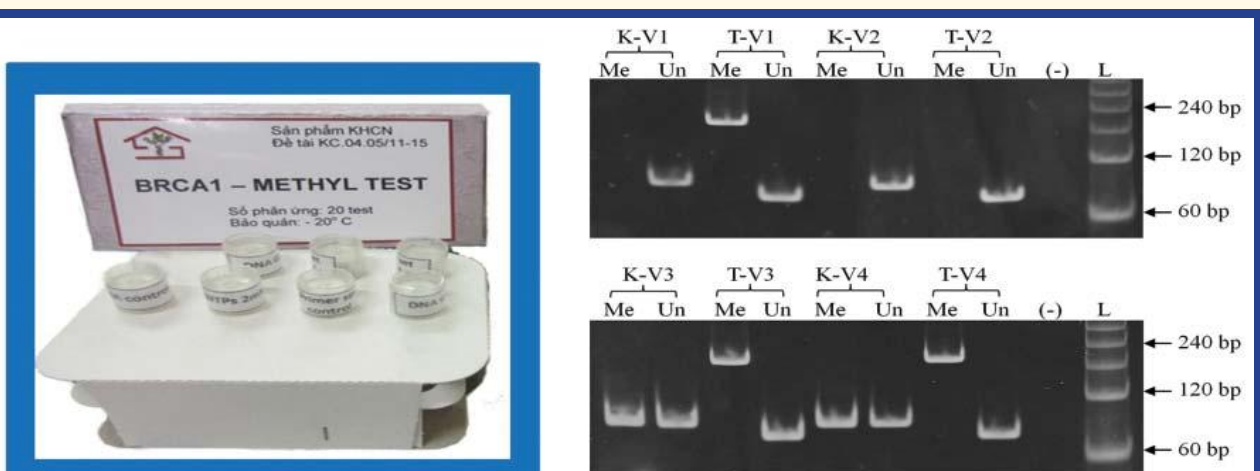 Sản phẩm KHCN
Đề tài KC.04.05/11-15
BRCA1 – METHYL TEST
Số phản ứng: 20 test
Bảo quản: - 20° C
control
2m
control
K-V1 T-V1 K-V2 T-V2
Me Un Me Un Me Un Me Un (-) L
240 bp
120 bp
60 bp
K-V3 T-V3 K-V4 T-V4
Me Un Me Un Me Un Me Un (-) L
240 bp
120 bp
60 bp